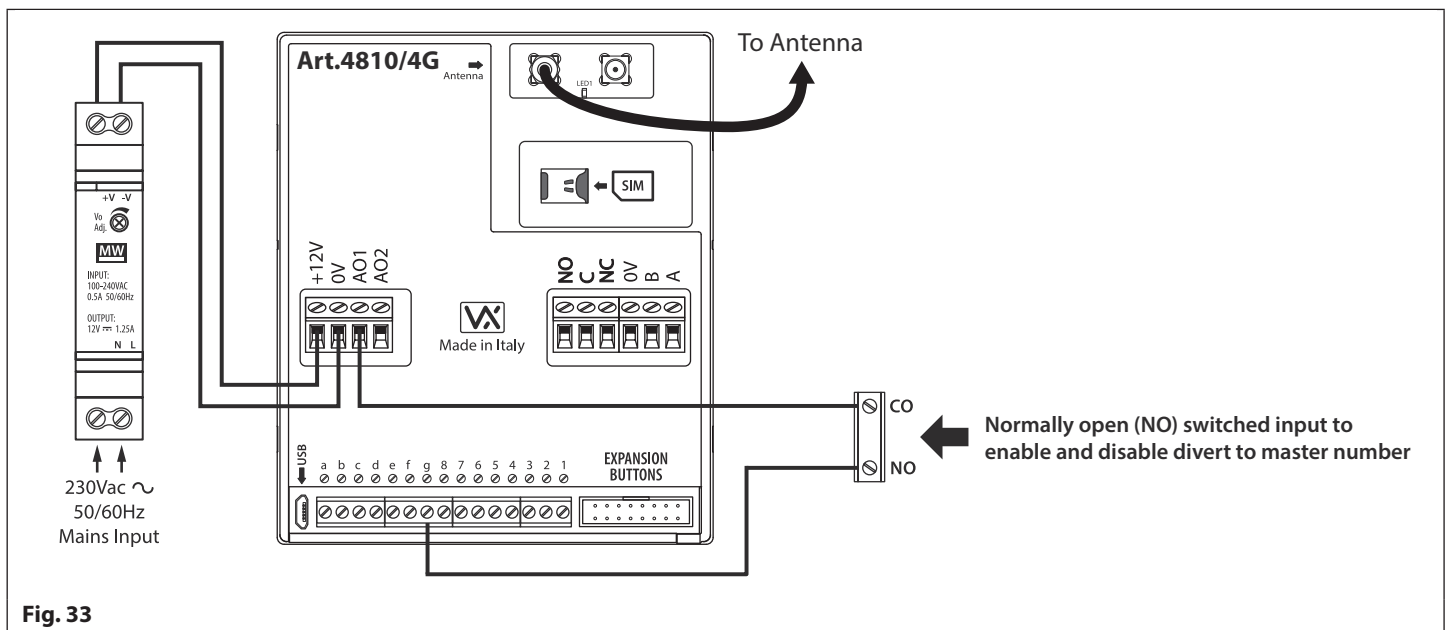 Art.4810/4G
Antenna
LED1
To Antenna
SIM
+V -V
Vo
Adj.
MW
INPUT:
100-240VAC
0.5A 50/60Hz
OUTPUT:
12V ⎓ 1.25A
N L
+12V
0V
AO1
AO2
VX
Made in Italy
NO
C
NC
0V
B
A
CO
NO
Normally open (NO) switched input to
enable and disable divert to master number
USB
a b c d e f g 8 7 6 5 4 3 2 1
EXPANSION
BUTTONS
230Vac ∿
50/60Hz
Mains Input
Fig. 33